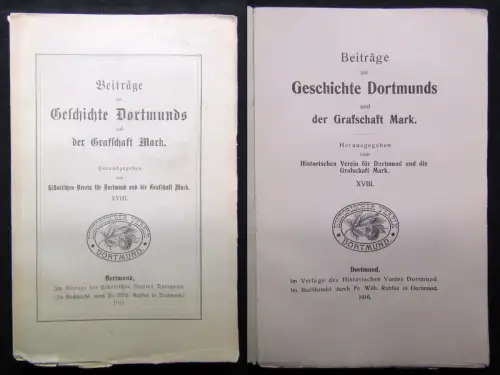 Beiträge
zur
Geschichte Dortmunds
und
der Grafschaft Mark.
Herausgegeben
vom
Historischen Verein für Dortmund und die Grafschaft Mark.
XVIII.
HISTORISCHER VEREIN
DORTMUND
Dortmund,
Im Verlage des Historischen Vereins Dortmund
Beiträge
zur
Geschichte Dortmunds
und
der Grafschaft Mark.
Herausgegeben
vom
Historischen Verein für Dortmund und die
Grafschaft Mark.
XVIII.
HISTORISCHER VEREIN
DORTMUND
Dortmund,
Im Verlage des Historischen Vereins Dortmund.
Im Buchhandel durch Fr. Wilh. Ruhfus in Dortmund.
1910.